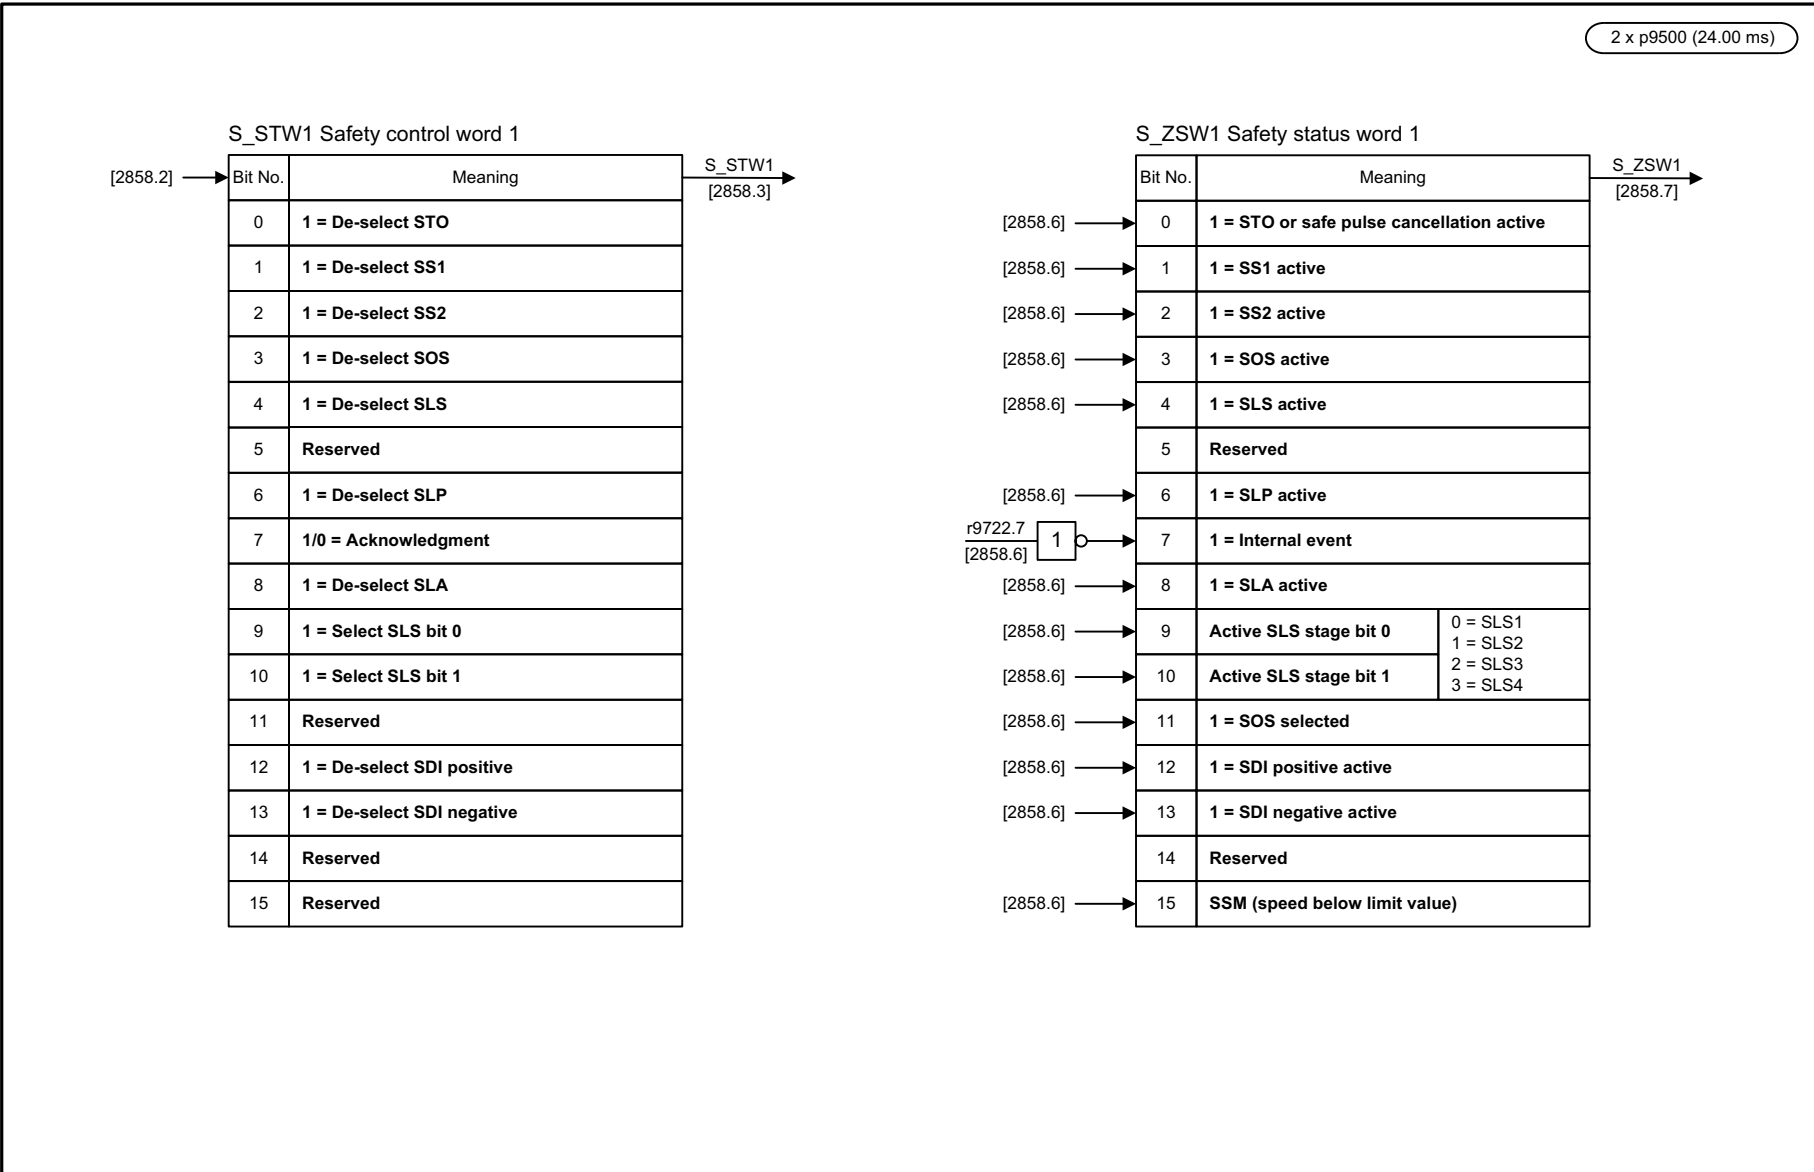 2 x p9500 (24.00 ms)
S_STW1 Safety control word 1
[2858.2]
Bit No. Meaning
S_STW1
[2858.3]
0 1 = De-select STO
1 1 = De-select SS1
2 1 = De-select SS2
3 1 = De-select SOS
4 1 = De-select SLS
5 Reserved
6 1 = De-select SLP
7 1/0 = Acknowledgment
8 1 = De-select SLA
9 1 = Select SLS bit 0
10 1 = Select SLS bit 1
11 Reserved
12 1 = De-select SDI positive
13 1 = De-select SDI negative
14 Reserved
15 Reserved
S_ZSW1 Safety status word 1
Bit No. Meaning
S_ZSW1
[2858.7]
[2858.6] 0 1 = STO or safe pulse cancellation active
[2858.6] 1 1 = SS1 active
[2858.6] 2 1 = SS2 active
[2858.6] 3 1 = SOS active
[2858.6] 4 1 = SLS active
5 Reserved
[2858.6] 6 1 = SLP active
r9722.7
[2858.6]
1
7 1 = Internal event
[2858.6] 8 1 = SLA active
[2858.6] 9 Active SLS stage bit 0
[2858.6] 10 Active SLS stage bit 1
0 = SLS1
1 = SLS2
2 = SLS3
3 = SLS4
[2858.6] 11 1 = SOS selected
[2858.6] 12 1 = SDI positive active
[2858.6] 13 1 = SDI negative active
14 Reserved
[2858.6] 15 SSM (speed below limit value)